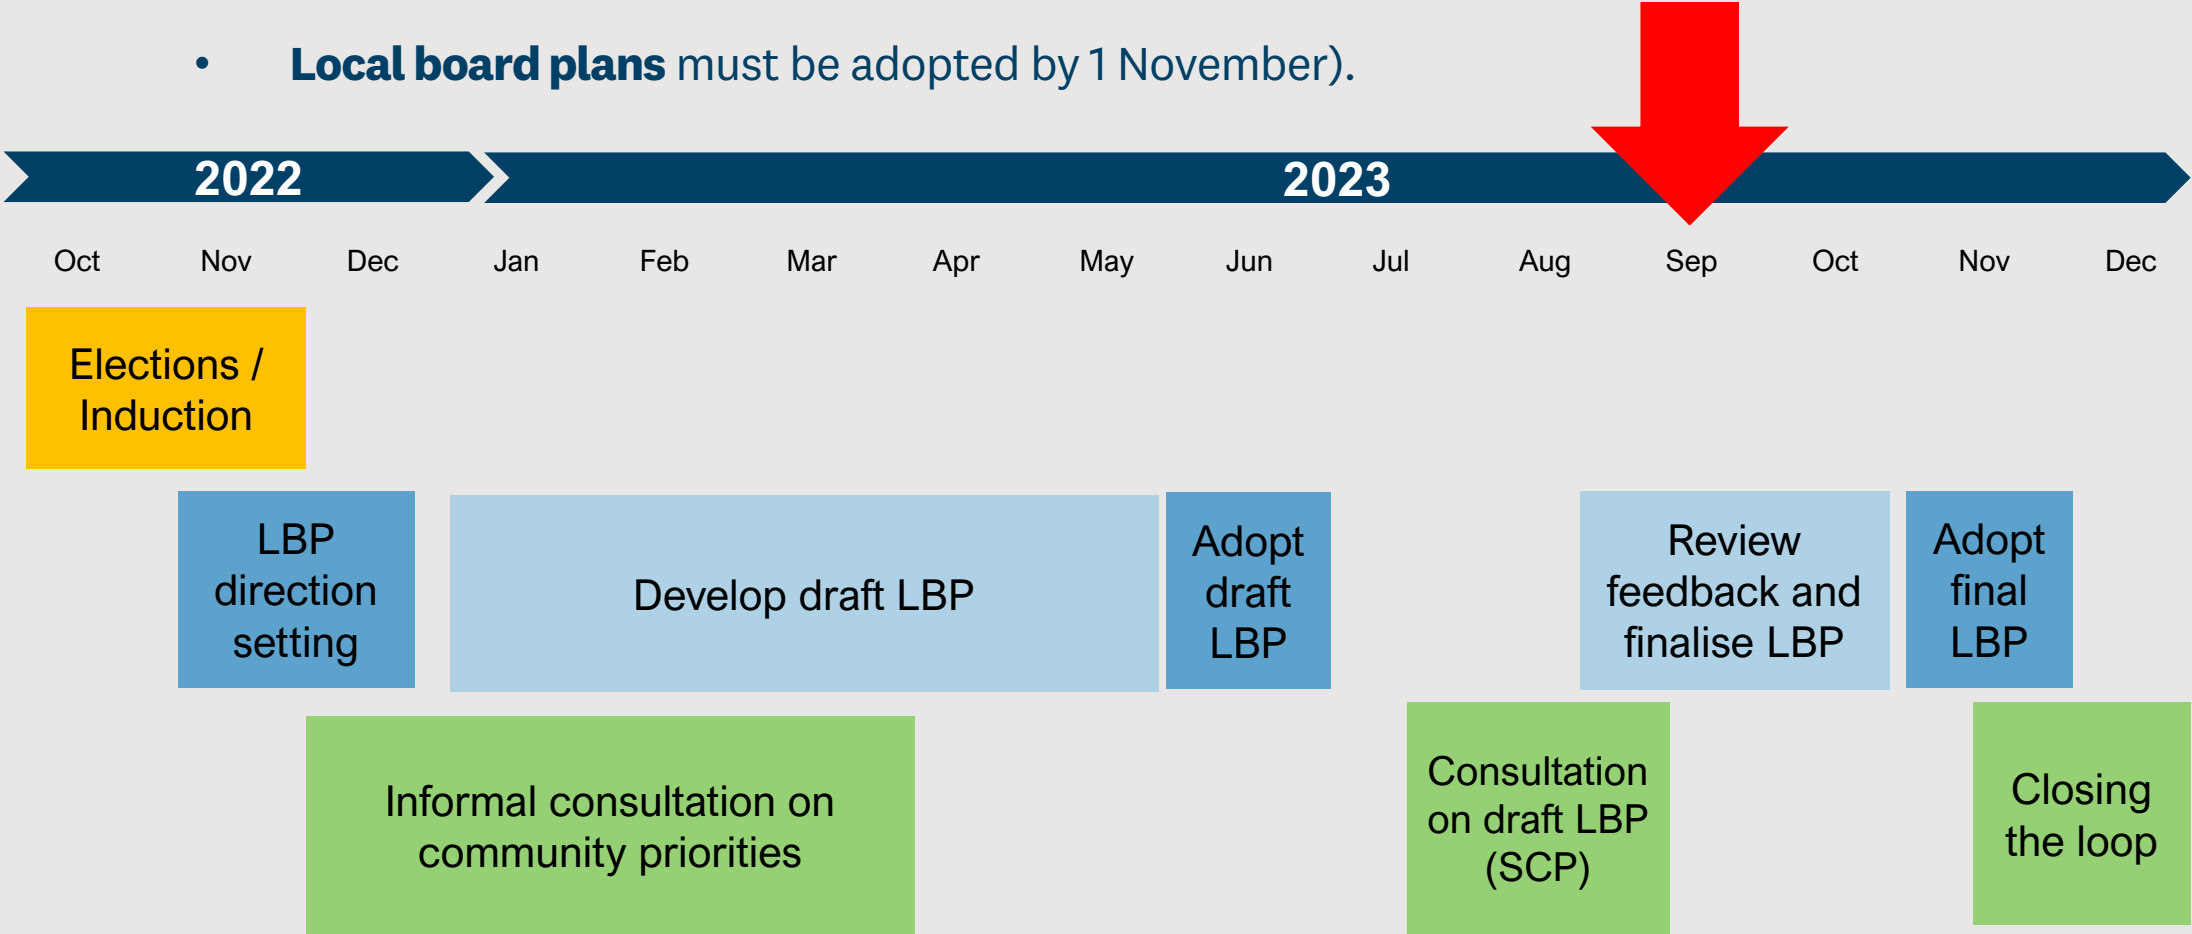 • Local board plans must be adopted by 1 November).
2022
2023
Oct Nov Dec Jan Feb Mar Apr May Jun Jul Aug Sep Oct Nov Dec
Elections /
Induction
LBP
direction
setting
Develop draft LBP
Adopt
draft
LBP
Review
feedback and
finalise LBP
Adopt
final
LBP
Informal consultation on
community priorities
Consultation
on draft LBP
(SCP)
Closing
the loop